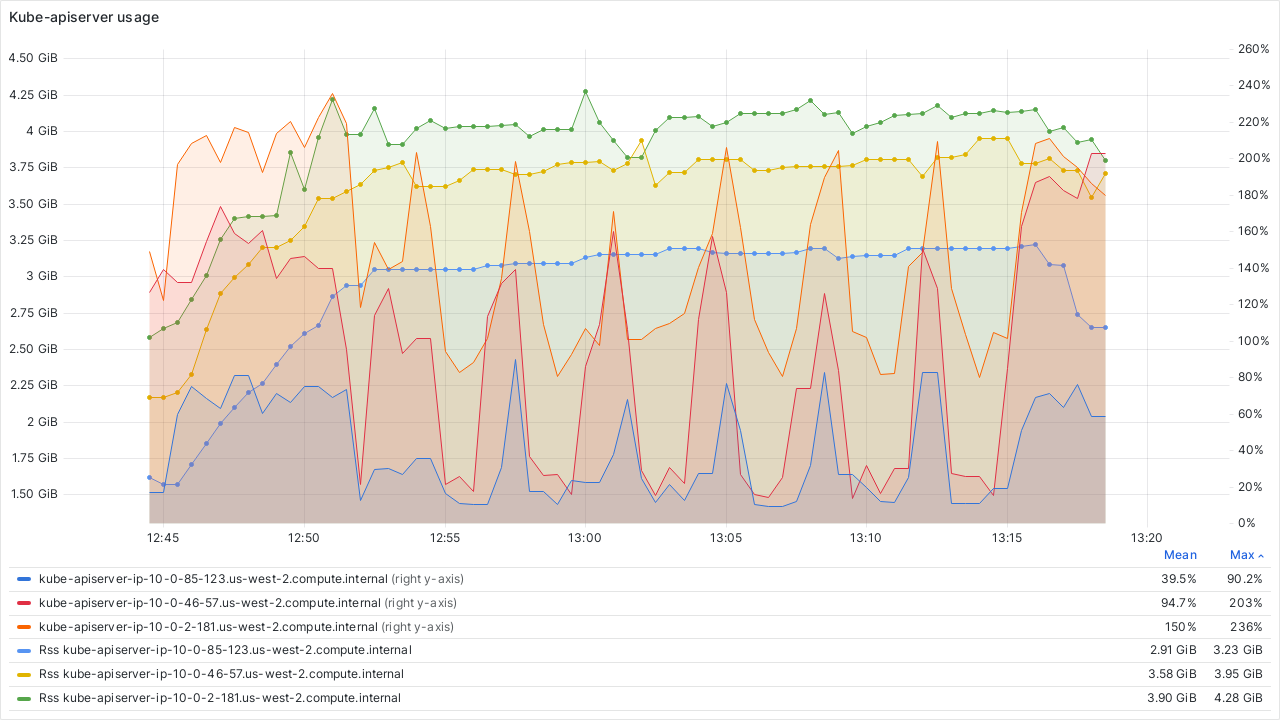 Kube-apiserver usage
4.50 GiB
4.25 GiB
4 GiB
3.75 GiB
3.50 GiB
3.25 GiB
3 GiB
2.75 GiB
2.50 GiB
2.25 GiB
2 GiB
1.75 GiB
1.50 GiB
260%
240%
220%
200%
180%
160%
140%
120%
100%
80%
60%
40%
20%
0%
12:45 12:50 12:55 13:00 13:05 13:10 13:15 13:20
Mean Max
kube-apiserver-ip-10-0-85-123.us-west-2.compute.internal (right y-axis) 39.5% 90.2%
kube-apiserver-ip-10-0-46-57.us-west-2.compute.internal (right y-axis) 94.7% 203%
kube-apiserver-ip-10-0-2-181.us-west-2.compute.internal (right y-axis) 150% 236%
Rss kube-apiserver-ip-10-0-85-123.us-west-2.compute.internal 2.91 GiB 3.23 GiB
Rss kube-apiserver-ip-10-0-46-57.us-west-2.compute.internal 3.58 GiB 3.95 GiB
Rss kube-apiserver-ip-10-0-2-181.us-west-2.compute.internal 3.90 GiB 4.28 GiB